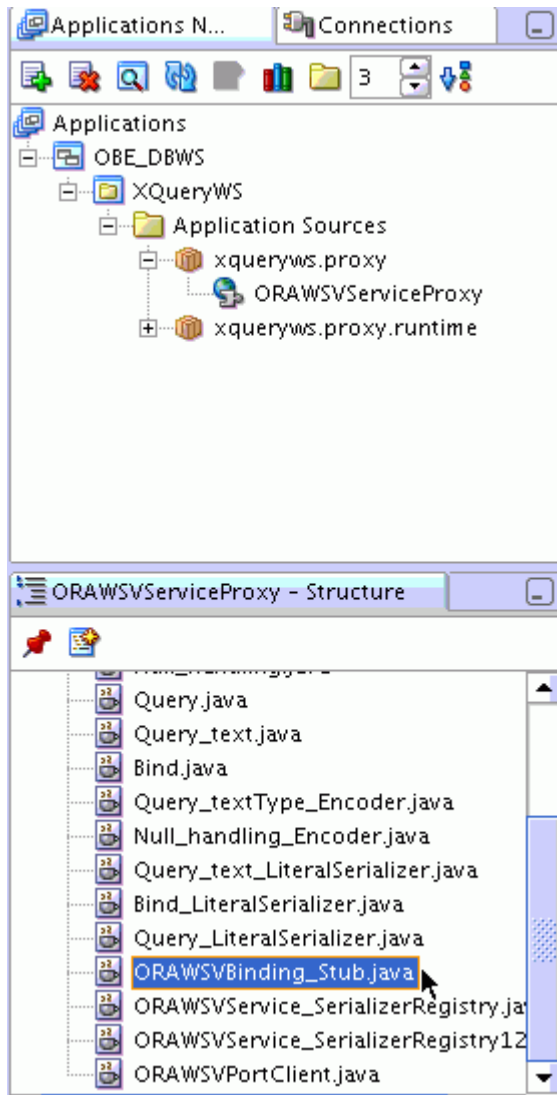 Applications N...
Connections
3
Applications
OBE_DBWS
XQueryWS
Application Sources
xqueryws.proxy
ORAWSVServiceProxy
xqueryws.proxy.runtime
ORAWSVServiceProxy - Structure
Query.java
Query_text.java
Bind.java
Query_textType_Encoder.java
Null_handling_Encoder.java
Query_text_LiteralSerializer.java
Bind_LiteralSerializer.java
Query_LiteralSerializer.java
ORAWSVBinding_Stub.java
ORAWSVService_SerializerRegistry.ja
ORAWSVService_SerializerRegistry12
ORAWSVPortClient.java